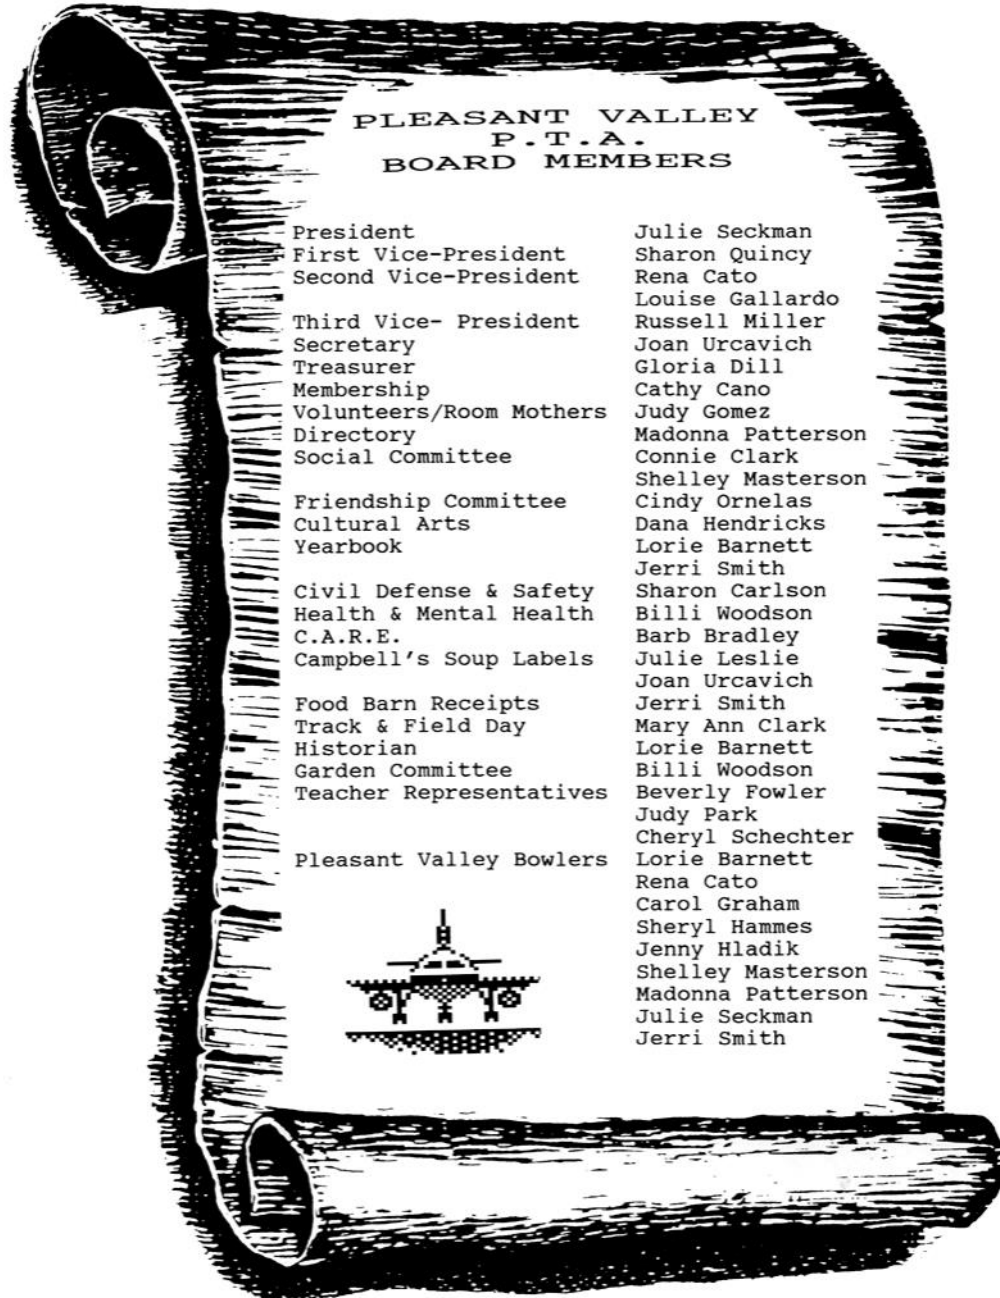 PLEASANT VALLEY
P.T.A.
BOARD MEMBERS
President Julie Seckman
First Vice-President Sharon Quincy
Second Vice-President Rena Cato
Louise Gallardo
Third Vice- President Russell Miller
Secretary Joan Urcavich
Treasurer Gloria Dill
Membership Cathy Cano
Volunteers/Room Mothers Judy Gomez
Directory Madonna Patterson
Social Committee Connie Clark
Shelley Masterson
Friendship Committee Cindy Ornelas
Cultural Arts Dana Hendricks
Yearbook Lorie Barnett
Jerri Smith
Civil Defense & Safety Sharon Carlson
Health & Mental Health Billi Woodson
C.A.R.E. Barb Bradley
Campbell's Soup Labels Julie Leslie
Joan Urcavich
Food Barn Receipts Jerri Smith
Track & Field Day Mary Ann Clark
Historian Lorie Barnett
Garden Committee Billi Woodson
Teacher Representatives Beverly Fowler
Judy Park
Cheryl Schechter
Pleasant Valley Bowlers Lorie Barnett
Rena Cato
Carol Graham
Sheryl Hammes
Jenny Hladik
Shelley Masterson
Madonna Patterson
Julie Seckman
Jerri Smith